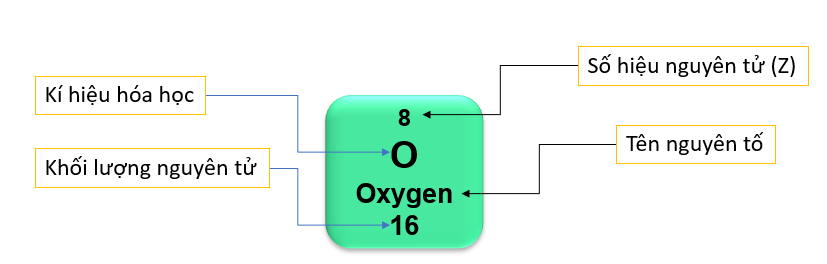 Số hiệu nguyên tử (Z)
Kí hiệu hóa học
8
O
Tên nguyên tố
Khối lượng nguyên tử
Oxygen
16